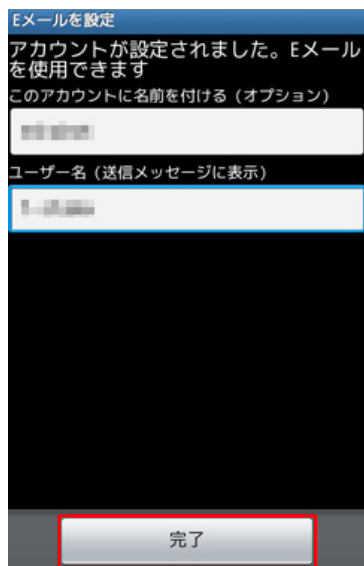 Eメールを設定
アカウントが設定されました。Eメール
を使用できます
このアカウントに名前を付ける（オプション）
ユーザー名（送信メッセージに表示）
完了